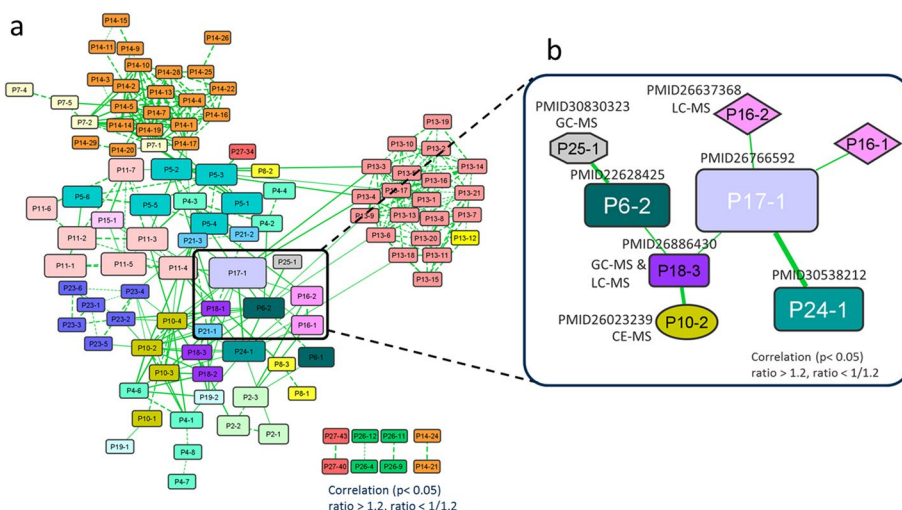 a
P14-15
P14-26
P14-11
P14-9
P14-10
P14-28
P14-25
P14-3
P14-2
P14-13
P14-22
P7-4
P14-4
P7-5
P14-5
P14-7
P14-16
P7-2
P14-14
P14-19
P14-1
P14-29
P14-20
P7-1
P14-17
P27-34
P11-7
P5-2
P5-3
P8-2
P5-6
P4-3
P4-4
P11-6
P5-5
P5-1
P15-1
P5-4
P4-2
P11-2
P11-3
P21-3
P21-2
P11-1
P11-5
P11-4
P17-1
P25-1
P13-19
P13-10
P13-2
P13-3
P13-14
P13-16
P13-4
P13-1
P13-21
P13-9
P13-13
P13-8
P13-7
P13-6
P13-20
P13-12
P13-18
P13-11
P13-15
P23-6
P23-4
P23-1
P18-1
P6-2
P16-2
P23-3
P23-2
P10-4
P21-1
P16-1
P23-5
P10-2
P18-3
P24-1
P6-1
P10-3
P18-2
P8-3
P4-6
P19-2
P2-3
P8-1
P10-1
P4-1
P2-2
P2-1
P19-1
P4-8
P4-7
P27-43
P26-12
P26-11
P14-24
P27-40
P26-4
P26-9
P14-21
Correlation (p< 0.05)
ratio > 1.2, ratio < 1/1.2
b
PMID26637368
LC-MS
P16-2
PMID30830323
GC-MS
P25-1
P16-1
PMID26766592
PMID22628425
P6-2
P17-1
PMID26886430
GC-MS &
LC-MS
P18-3
PMID30538212
P24-1
PMID26023239
CE-MS
P10-2
Correlation (p< 0.05)
ratio > 1.2, ratio < 1/1.2